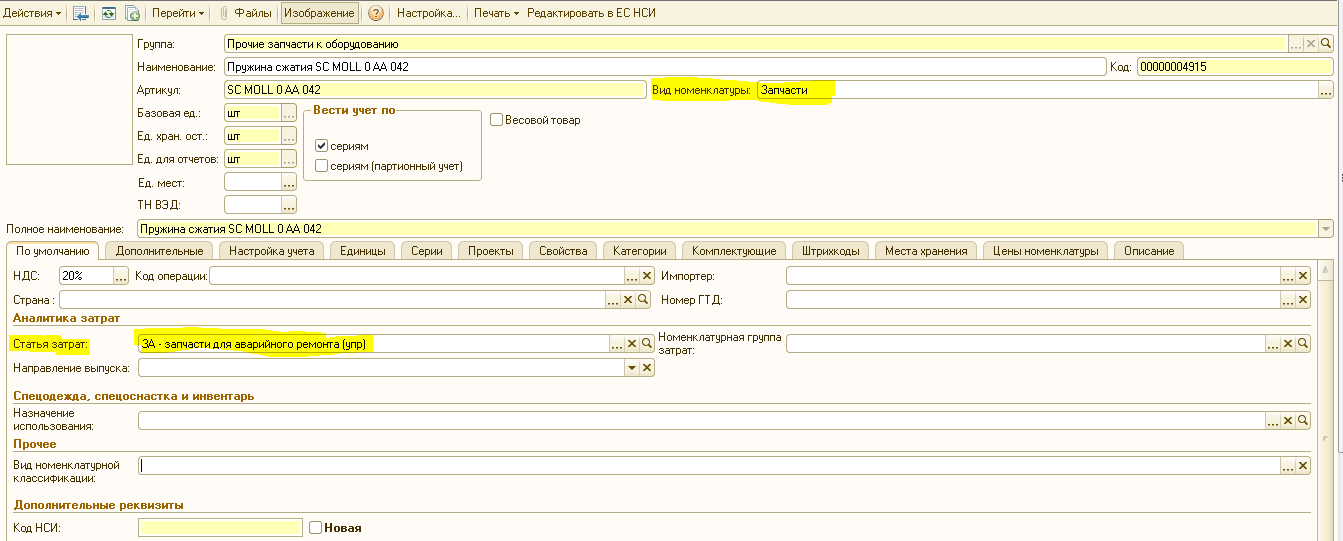 Действия Перейти Файлы Изображение Настройка... Печать Редактировать в ЕС НСИ
Группа: Прочие запчасти к оборудованию
Наименование: Пружина сжатия SC MOLL 0 AA 042 Код: 00000004915
Артикул: SC MOLL 0 AA 042 Вид номенклатуры: Запчасти
Базовая ед.: шт ... Вести учет по Весовой товар
Ед. хран. ост.: шт ... сериям
Ед. для отчетов: шт ... сериям (партионный учет)
Ед. мест: ...
ТН ВЭД: ...
Полное наименование: Пружина сжатия SC MOLL 0 AA 042
По умолчанию Дополнительные Настройка учета Единицы Серии Проекты Свойства Категории Комплектующие Штрихкоды Места хранения Цены номенклатуры Описание
НДС: 20% ... Код операции: ... Импортер: ...
Страна : ... Номер ГТД: ...
Аналитика затрат
Статья затрат: ЗА - запчасти для аварийного ремонта (упр) ... Номенклатурная группа
затрат: ...
Направление выпуска:
Спецодежда, спецоснастка и инвентарь
Назначение
использования: ...
Прочее
Вид номенклатурной
классификации: ...
Дополнительные реквизиты
Код НСИ: Новая